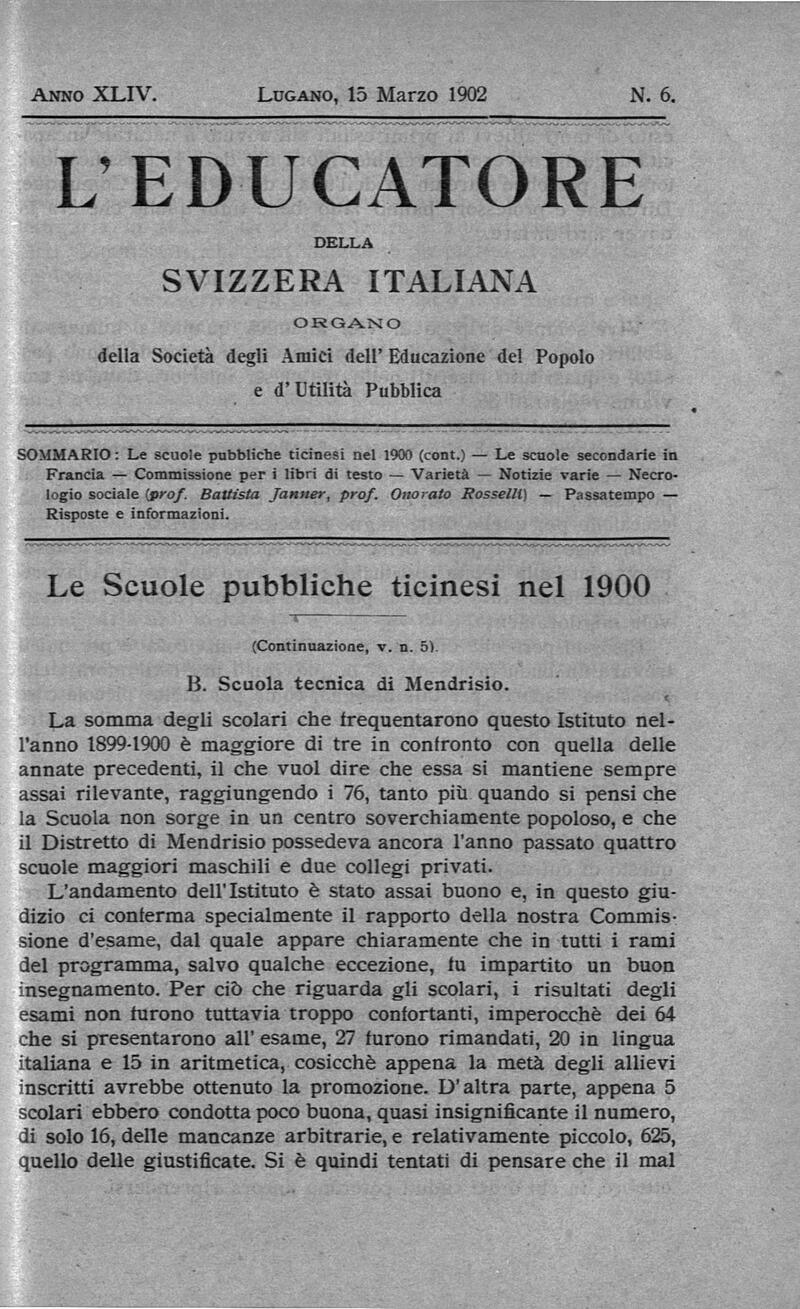 ANNO XLIV. LUGANO, 15 Marzo 1902 N. 6.
L'EDUCATORE
DELLA
SVIZZERA ITALIANA
ORGANO
della Società degli Amici dell' Educazione del Popolo
e d' Utilità Pubblica
SOMMARIO: Le scuole pubbliche ticinesi nel 1900 (cont.) — Le scuole secondarie in
Francia — Commissione per i libri di testo — Varietà — Notizie varie — Necro-
logio sociale (prof. Battista Janner, prof. Onorato Rosselli) — Passatempo —
Risposte e informazioni.
Le Scuole pubbliche ticinesi nel 1900
(Continuazione, v. n. 5).
B. Scuola tecnica di Mendrisio.
La somma degli scolari che frequentarono questo Istituto nel-
l'anno 1899-1900 è maggiore di tre in confronto con quella delle
annate precedenti, il che vuol dire che essa si mantiene sempre
assai rilevante, raggiungendo i 76, tanto più quando si pensi che
la Scuola non sorge in un centro soverchiamente popoloso, e che
il Distretto di Mendrisio possedeva ancora l'anno passato quattro
scuole maggiori maschili e due collegi privati.
L'andamento dell'Istituto è stato assai buono e, in questo giu-
dizio ci conferma specialmente il rapporto della nostra Commis-
sione d'esame, dal quale appare chiaramente che in tutti i rami
del programma, salvo qualche eccezione, fu impartito un buon
insegnamento. Per ciò che riguarda gli scolari, i risultati degli
esami non furono tuttavia troppo confortanti, imperocchè dei 64
che si presentarono all' esame, 27 furono rimandati, 20 in lingua
italiana e 15 in aritmetica, cosicchè appena la metà degli allievi
inscritti avrebbe ottenuto la promozione. D'altra parte, appena 5
scolari ebbero condotta poco buona, quasi insignificante il numero,
di solo 16, delle mancanze arbitrarie, e relativamente piccolo, 625,
quello delle giustificate. Si è quindi tentati di pensare che il mal